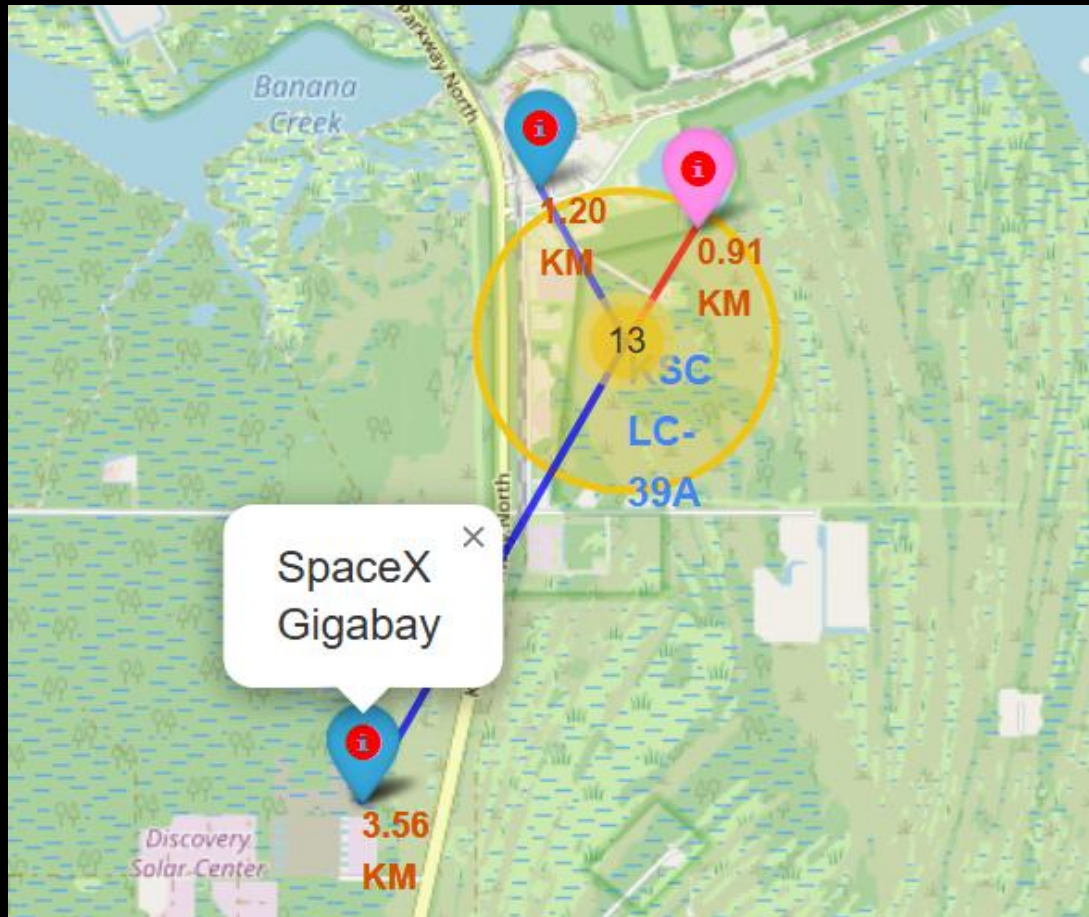 Parkway North
Banana
Creek
1.20
KM
0.91
KM
13
KSC
LC-
39A
North
×
SpaceX
Gigabay
3.56
KM
Discovery
Solar Center